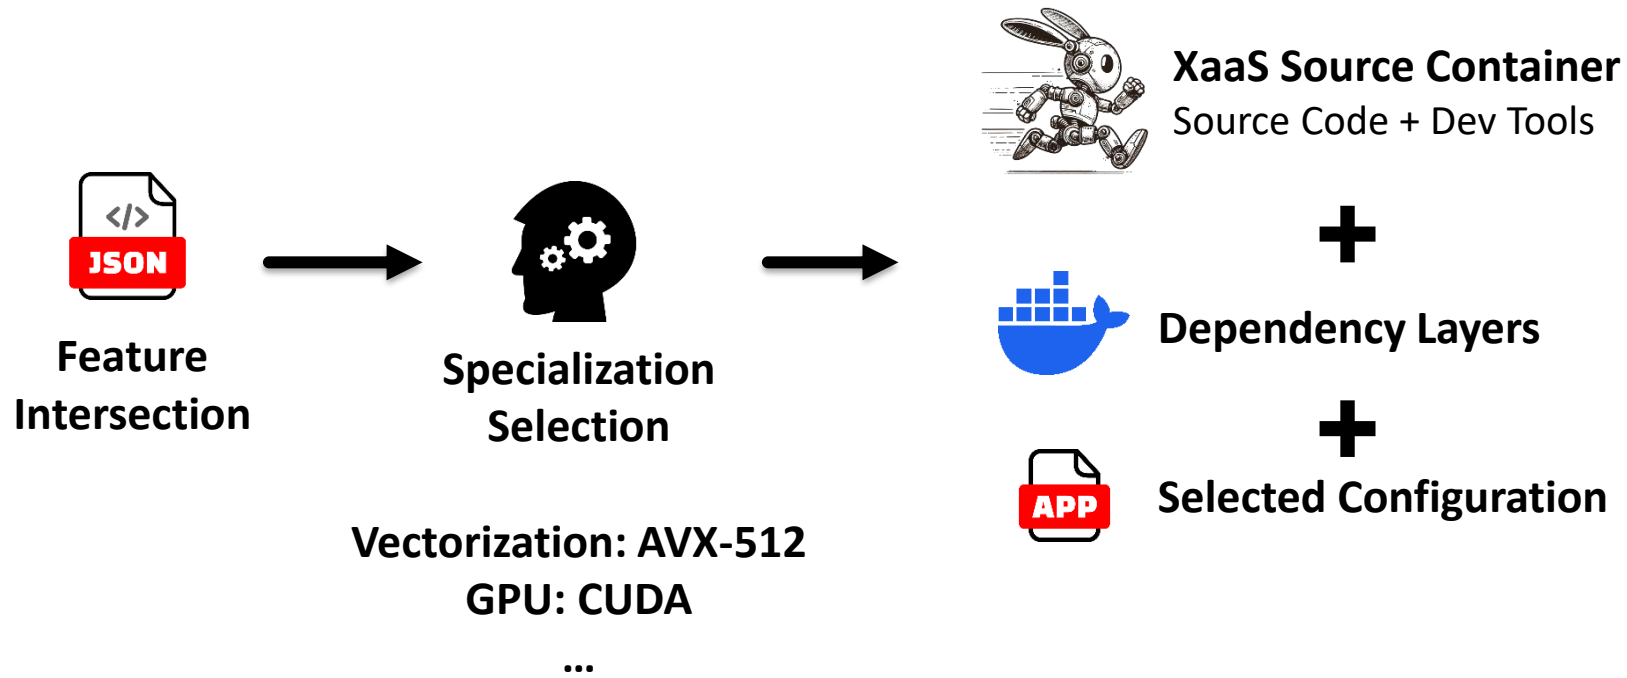 </>
JSON
Feature
Intersection
Specialization
Selection
Vectorization: AVX-512
GPU: CUDA
...
XaaS Source Container
Source Code + Dev Tools
+
Dependency Layers
+
APP
Selected Configuration